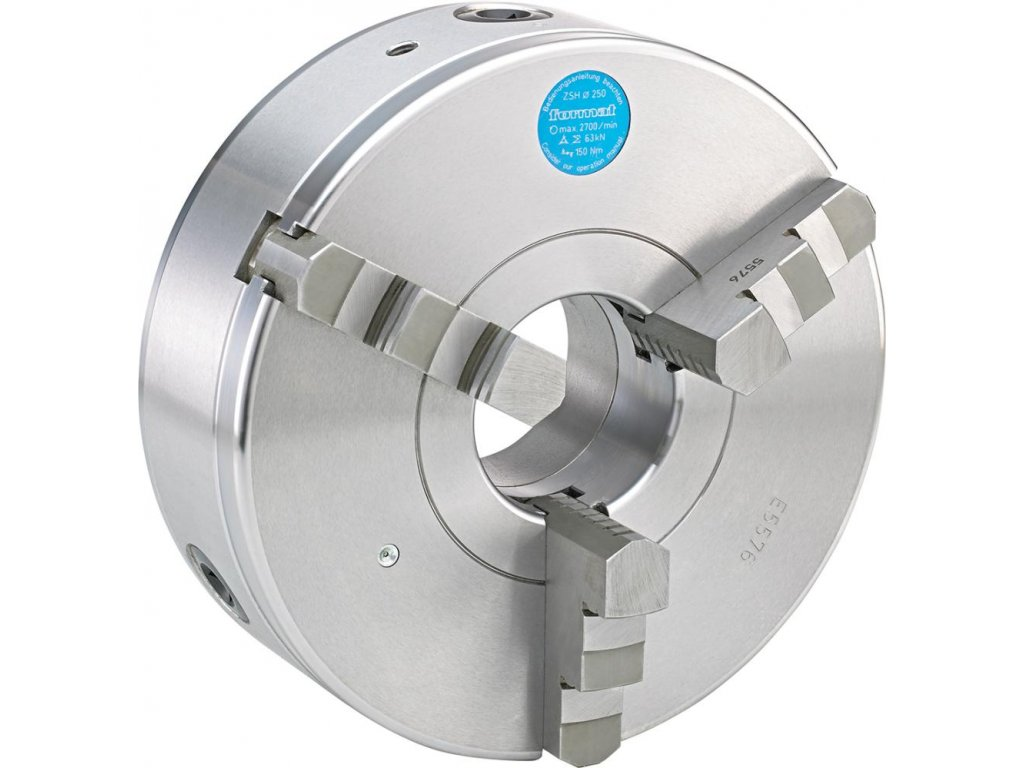 Bedienungsanleitung beachten
ZSH ø 250
format
max. 2700/min
Σ 63kN
150 Nm
Consider our operation manual
5576
E5576